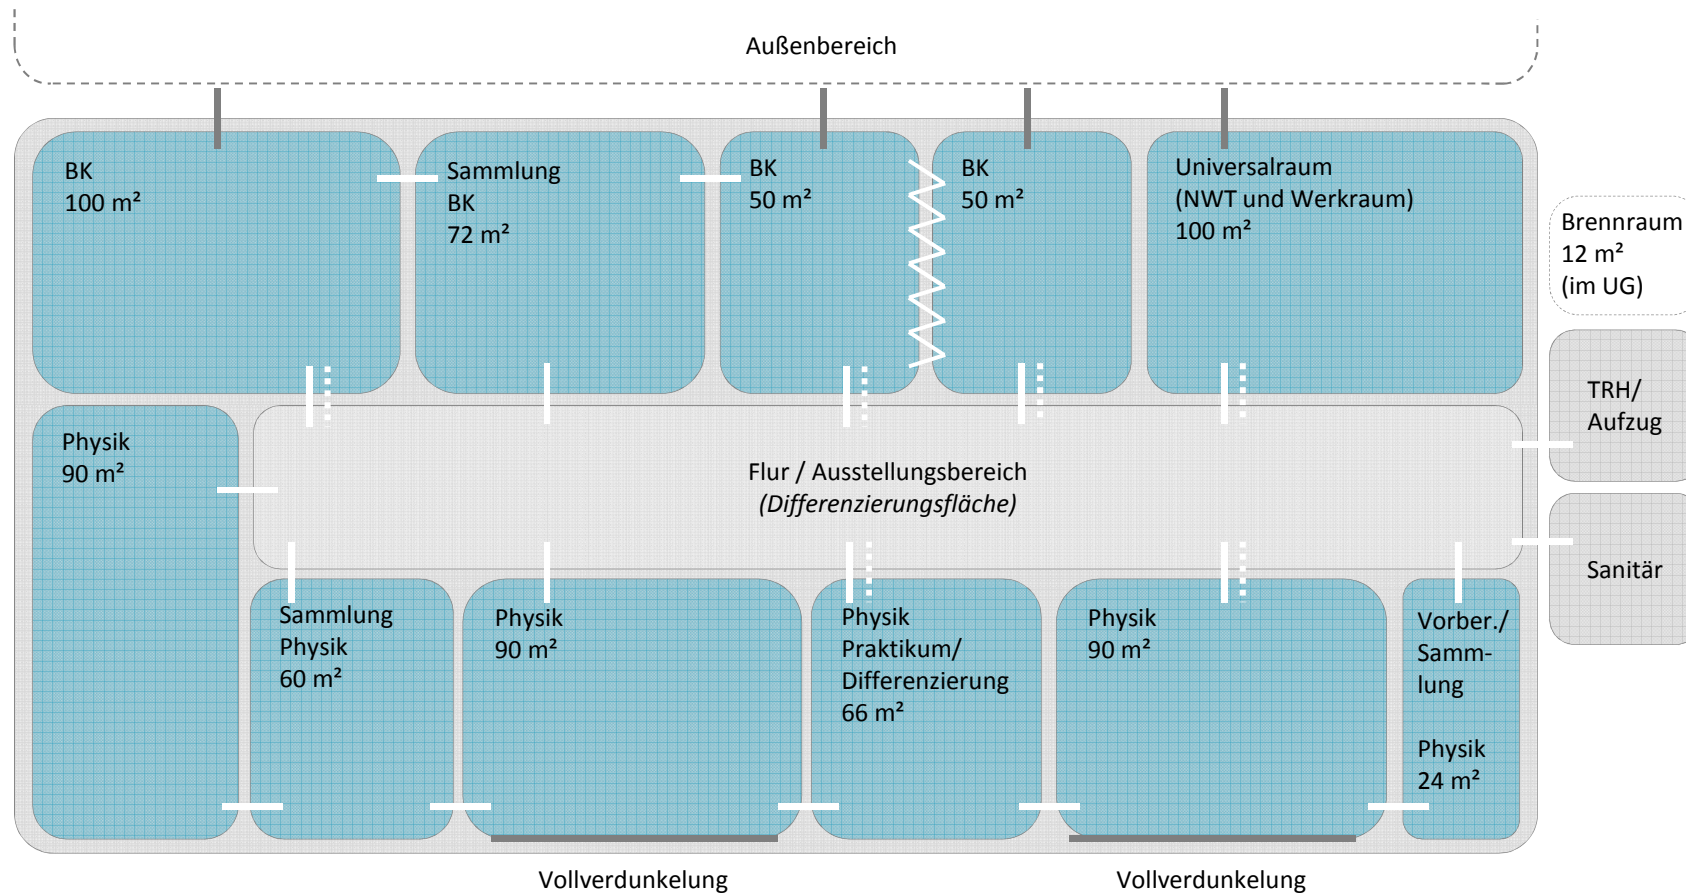 Außenbereich
BK
100 m²
Sammlung
BK
72 m²
BK
50 m²
BK
50 m²
Universalraum
(NWT und Werkraum)
100 m²
Brennraum
12 m²
(im UG)
TRH/
Aufzug
Physik
90 m²
Flur / Ausstellungsbereich
(Differenzierungsfläche)
Sanitär
Sammlung
Physik
60 m²
Physik
90 m²
Physik
Praktikum/
Differenzierung
66 m²
Physik
90 m²
Vorber./
Samm-
lung
Physik
24 m²
Vollverdunkelung
Vollverdunkelung